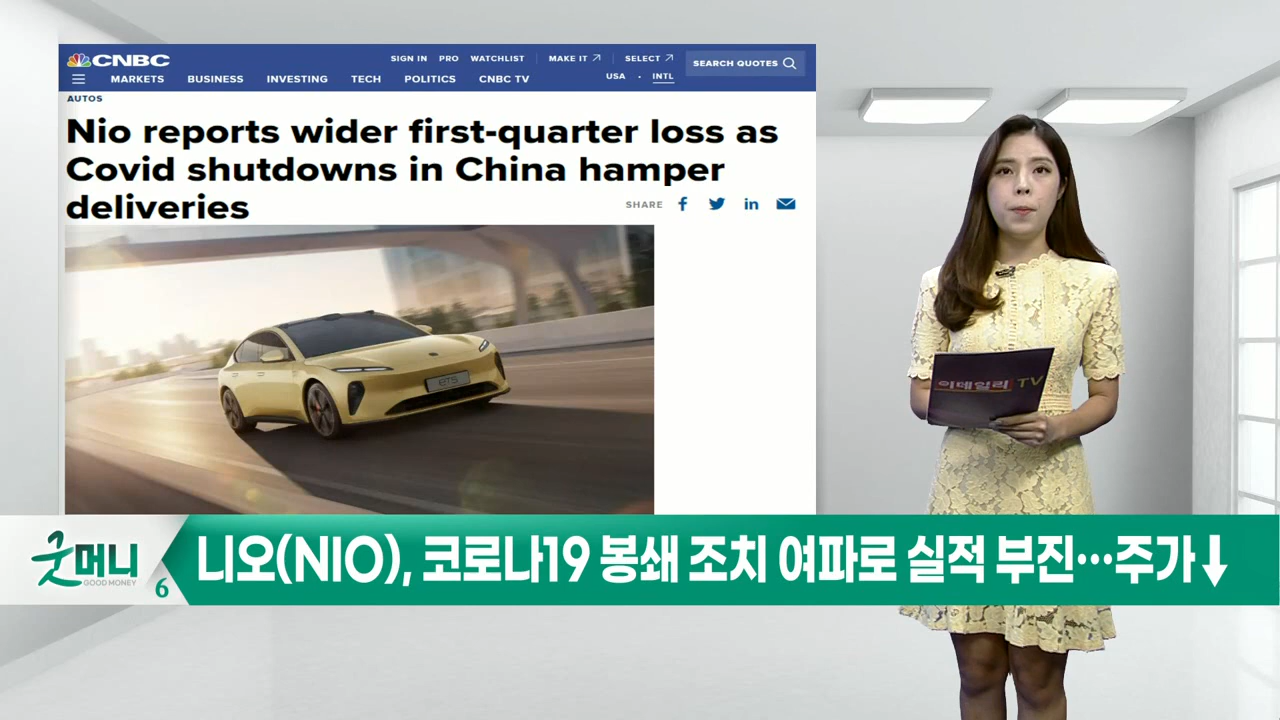 CNBC
SIGN IN PRO WATCHLIST MAKE IT SELECT
SEARCH QUOTES
MARKETS BUSINESS INVESTING TECH POLITICS CNBC TV
USA · INTL
AUTOS
Nio reports wider first-quarter loss as
Covid shutdowns in China hamper
deliveries
SHARE
ET5
이데일리 TV
굿머니
GOOD MONEY
6
니오(NIO), 코로나19 봉쇄 조치 여파로 실적 부진…주가↓